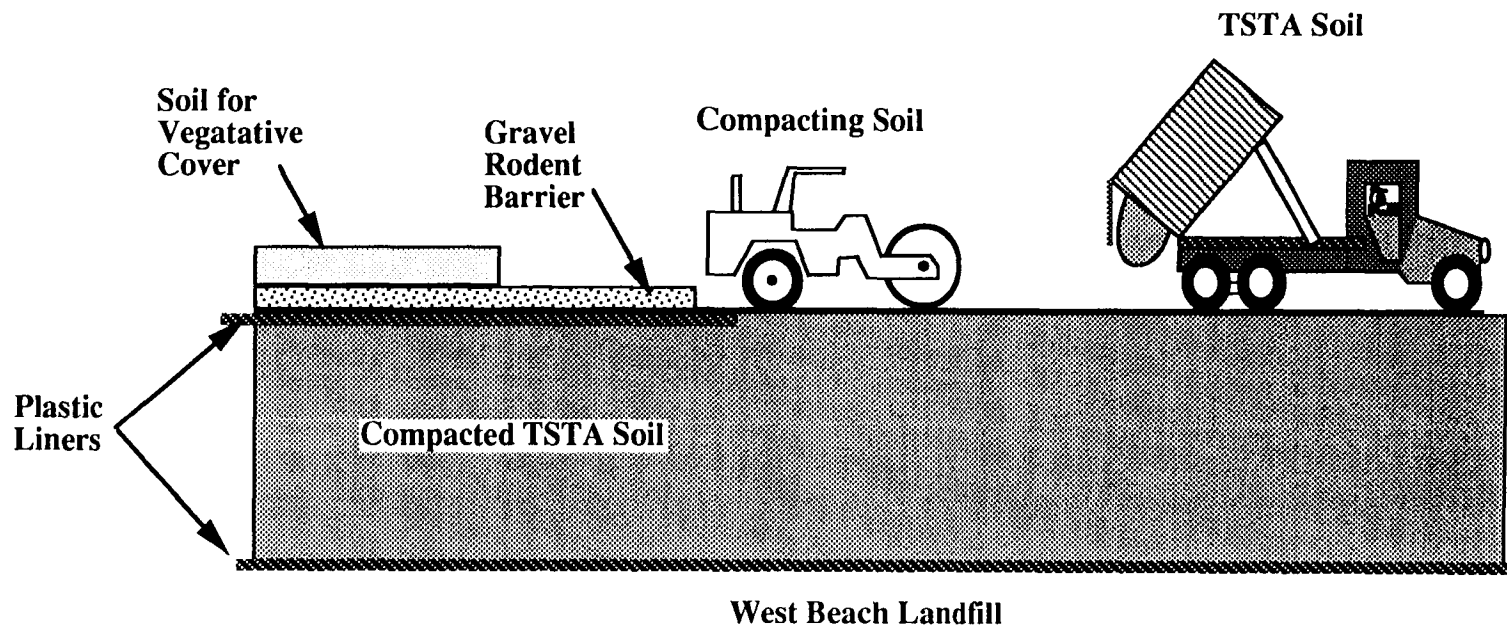 TSTA Soil
Soil for
Vegatative
Cover
Gravel
Rodent
Barrier
Compacting Soil
Plastic
Liners
Compacted TSTA Soil
West Beach Landfill